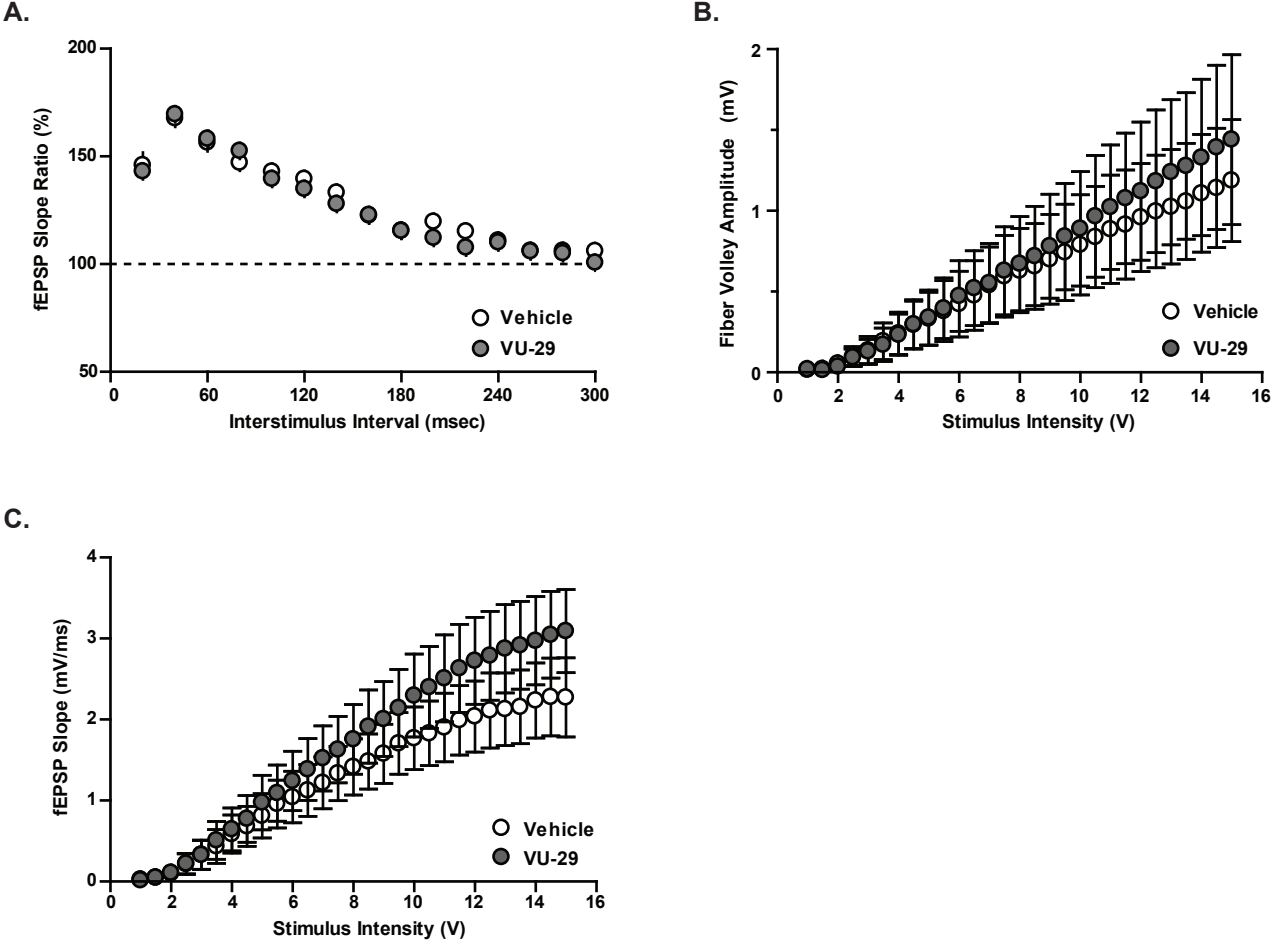 A.
200
150
100
50
fEPSP Slope Ratio (%)
Vehicle
VU-29
0 60 120 180 240 300
Interstimulus Interval (msec)
B.
2
1
0
Fiber Volley Amplitude (mV)
Vehicle
VU-29
0 2 4 6 8 10 12 14 16
Stimulus Intensity (V)
C.
4
3
2
1
0
fEPSP Slope (mV/ms)
Vehicle
VU-29
0 2 4 6 8 10 12 14 16
Stimulus Intensity (V)